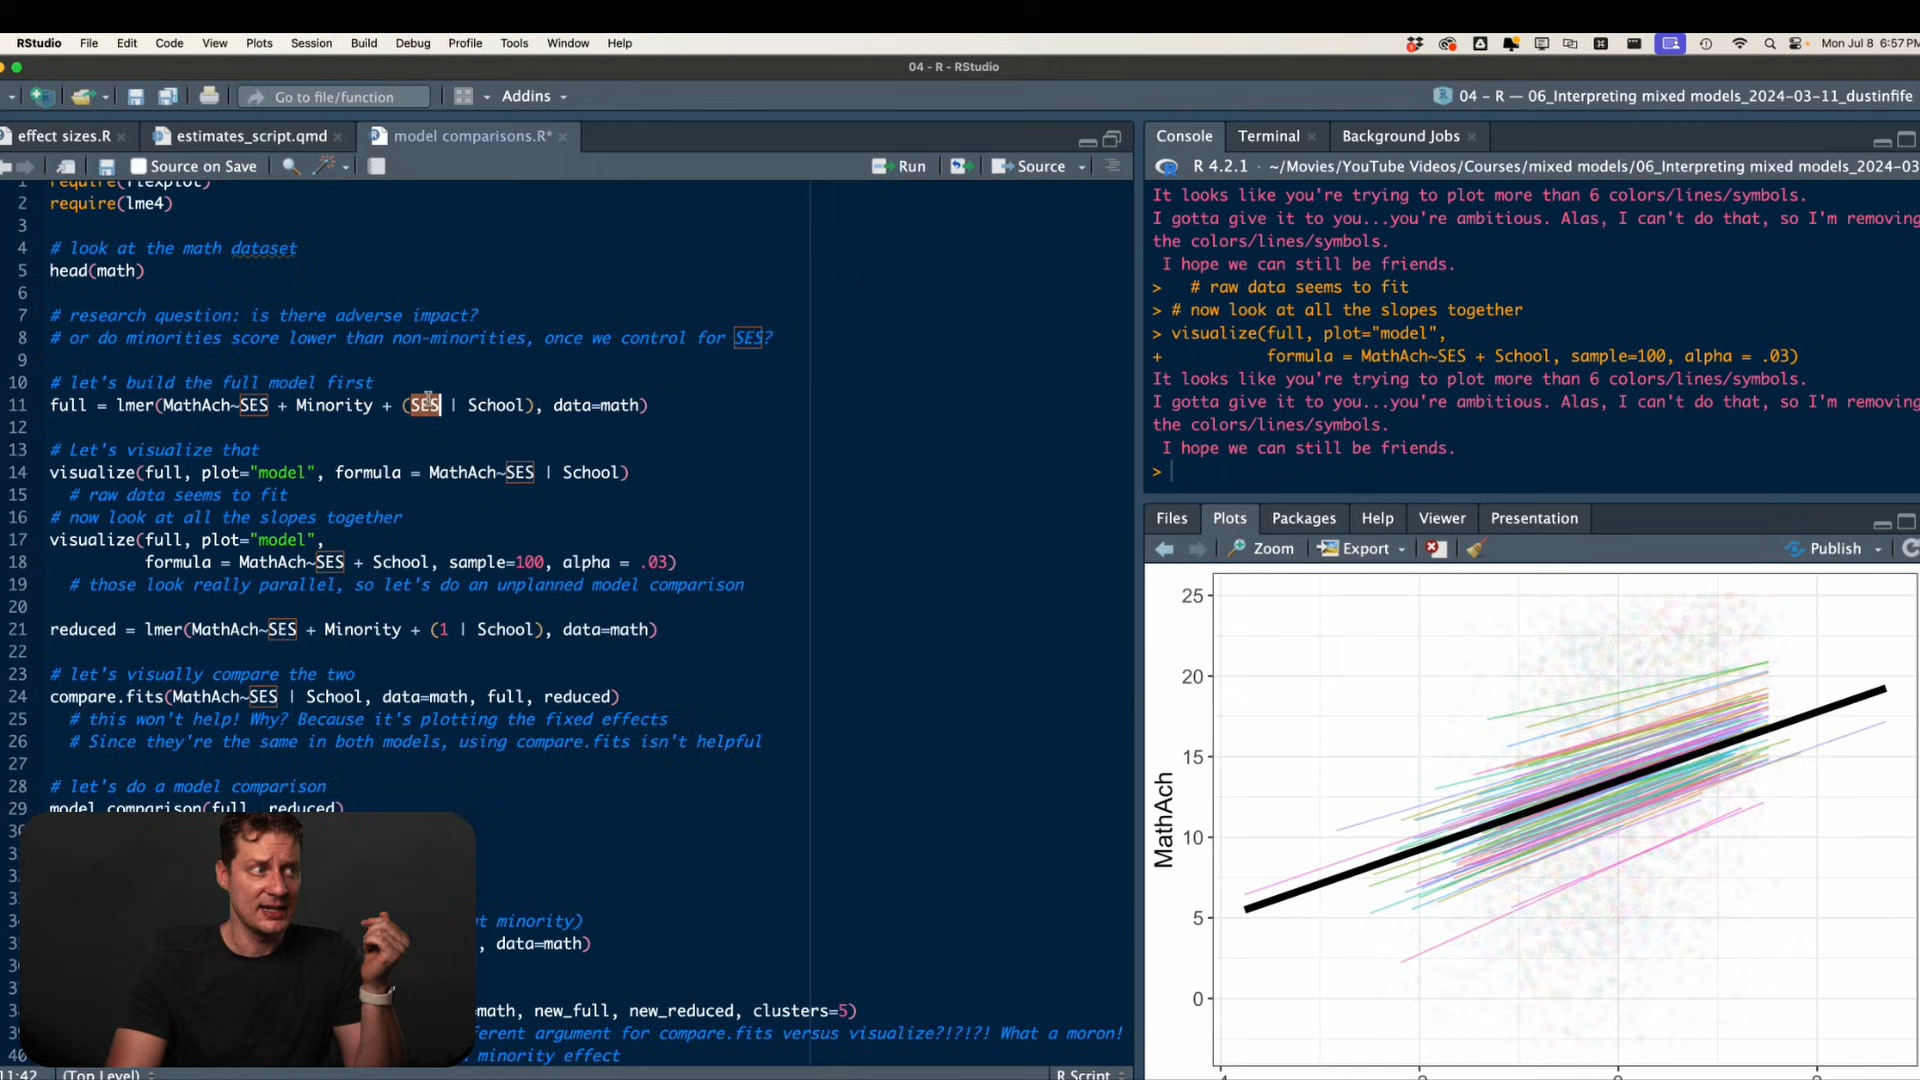 RStudio File Edit Code View Plots Session Build Debug Profile Tools Window Help Mon Jul 8 6:57PM
04 - R - RStudio
Go to file/function Addins 04 - R — 06_Interpreting mixed models_2024-03-11_dustinfife
effect sizes.R estimates_script.qmd model comparisons.R*
Source on Save Run Source
1 require(flexplot)
2 require(lme4)
3
4 # look at the math dataset
5 head(math)
6
7 # research question: is there adverse impact?
8 # or do minorities score lower than non-minorities, once we control for SES?
9
10 # let's build the full model first
11 full = lmer(MathAch~SES + Minority + (SES | School), data=math)
12
13 # Let's visualize that
14 visualize(full, plot="model", formula = MathAch~SES | School)
15 # raw data seems to fit
16 # now look at all the slopes together
17 visualize(full, plot="model",
18 formula = MathAch~SES + School, sample=100, alpha = .03)
19 # those look really parallel, so let's do an unplanned model comparison
20
21 reduced = lmer(MathAch~SES + Minority + (1 | School), data=math)
22
23 # let's visually compare the two
24 compare.fits(MathAch~SES | School, data=math, full, reduced)
25 # this won't help! Why? Because it's plotting the fixed effects
26 # Since they're the same in both models, using compare.fits isn't helpful
27
28 # let's do a model comparison
29 model.comparison(full, reduced)
30
t minority)
, data=math)
=math, new_full, new_reduced, clusters=5)
ferent argument for compare.fits versus visualize?!?!?! What a moron!
40 minority effect
11:42 (Top Level) R Script
Console Terminal Background Jobs
R 4.2.1 · ~/Movies/YouTube Videos/Courses/mixed models/06_Interpreting mixed models_2024-03
It looks like you're trying to plot more than 6 colors/lines/symbols.
I gotta give it to you...you're ambitious. Alas, I can't do that, so I'm removing
the colors/lines/symbols.
I hope we can still be friends.
> # raw data seems to fit
> # now look at all the slopes together
> visualize(full, plot="model",
+ formula = MathAch~SES + School, sample=100, alpha = .03)
It looks like you're trying to plot more than 6 colors/lines/symbols.
I gotta give it to you...you're ambitious. Alas, I can't do that, so I'm removing
the colors/lines/symbols.
I hope we can still be friends.
>
Files Plots Packages Help Viewer Presentation
Zoom Export Publish
25
20
15
10
5
0
MathAch